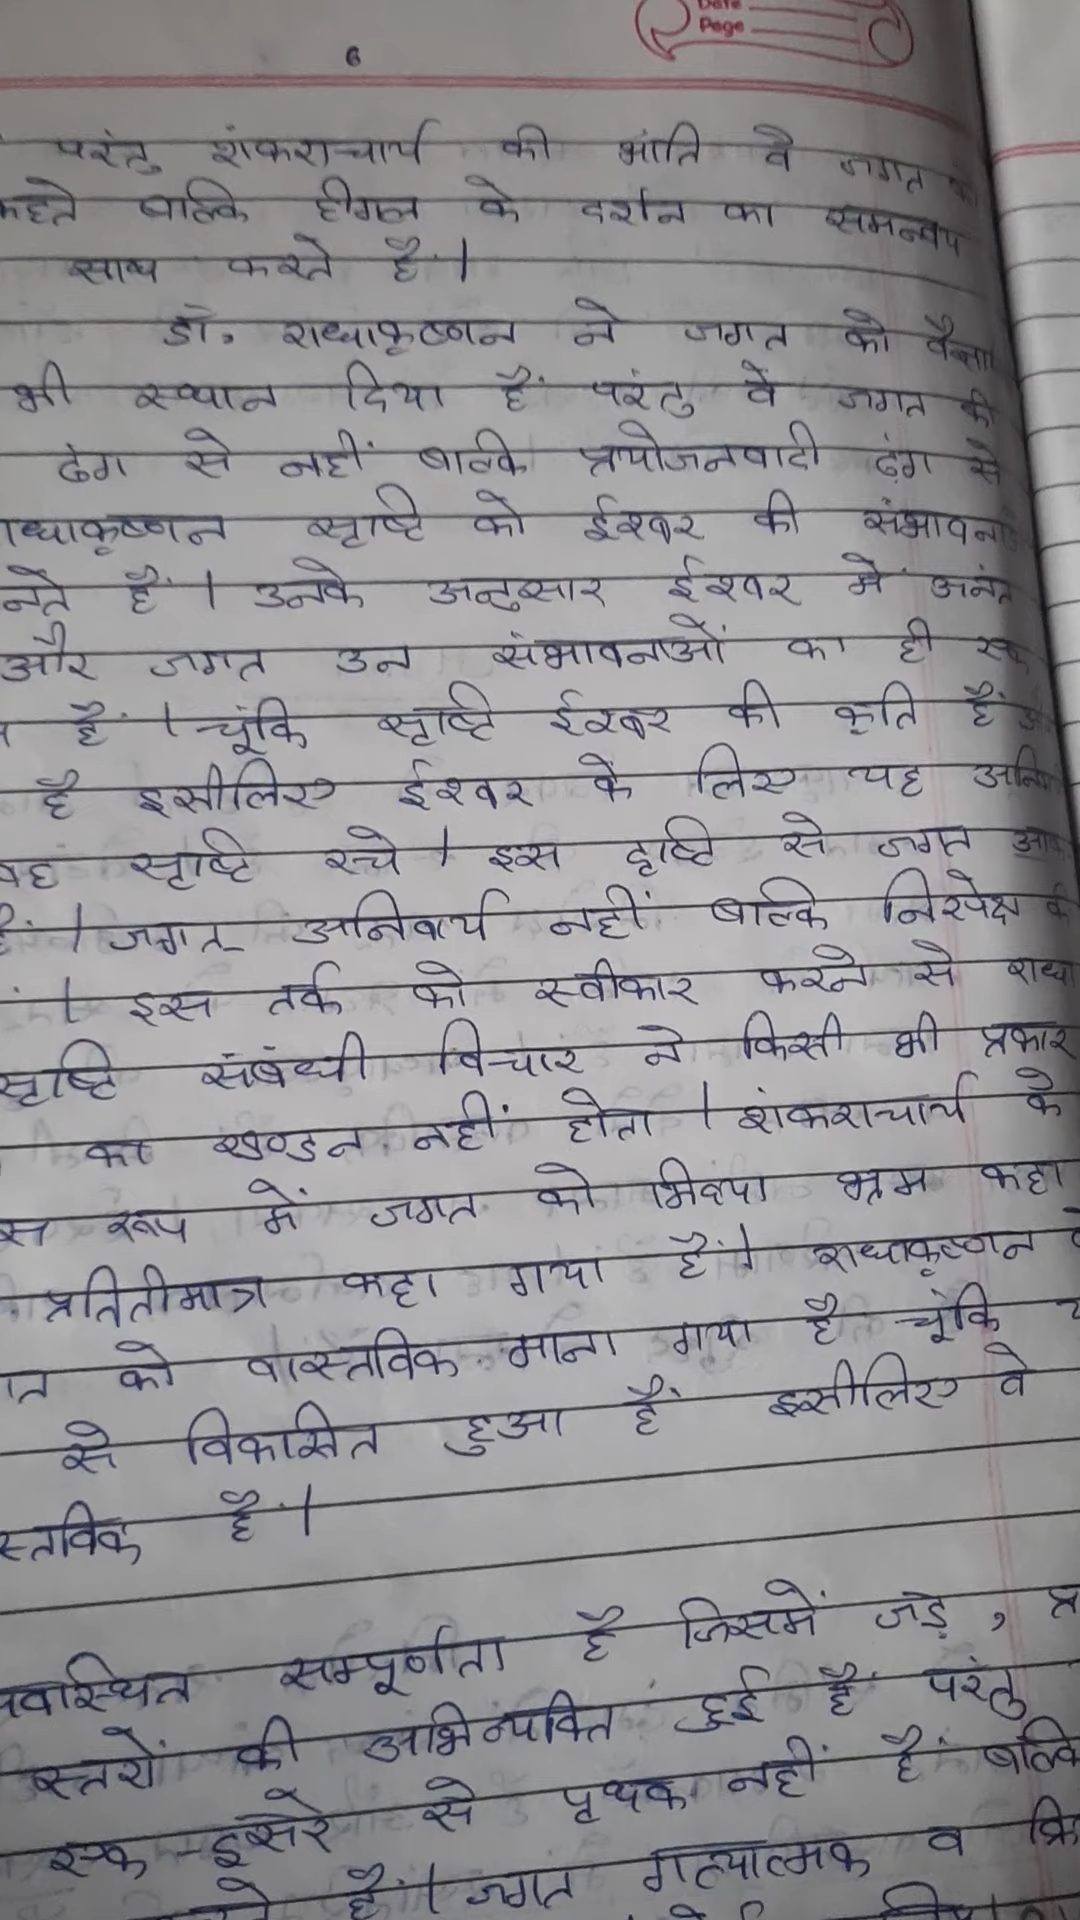 Date
Page
6
परंतु शंकराचार्य की भांति वे जगत
कहते बल्कि हीगल के दर्शन का समन्वय
साथ करते हैं।
डॉ. राधाकृष्णन ने जगत को
भी स्थान दिया हैं परंतु वे जगत की
ढंग से नहीं बल्कि प्रयोजनवादी ढंग से
ाधाकृष्णन सृष्टि को ईश्वर की संभावना
नते हैं। उनके अनुसार ईश्वर में अनंत
और जगत उन संभावनाओं का ही एक
हैं। चूंकि सृष्टि ईश्वर की कृति हैं
है इसीलिए ईश्वर के लिए यह
वह सृष्टि रचे। इस दृष्टि से जगत
हैं। जगत अनिवार्य नहीं बल्कि निरपेक्ष
। इस तर्क को स्वीकार करने से राधा
सृष्टि संबंधी विचार ने किसी भी प्रकार
का खण्डन नहीं होता। शंकराचार्य के
रूप में जगत को मिथ्या भ्रम कहा
प्रतितीमात्र कहा गया हैं। राधाकृष्णन
त को वास्तविक माना गया है चूंकि
से विकासित हुआ हैं इसीलिए वे
स्तविक है।
वास्थित सम्पूर्णता है जिसमें जड़, प्र
स्तरों की अभिव्यक्ति हुई है परंतु
एक-दूसरे से पृथक नहीं हैं बल्कि
हैं। जगत गत्यात्मक व क्रि